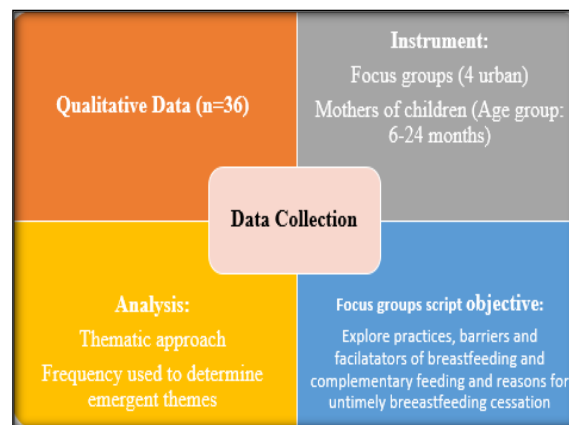 Qualitative Data (n=36)
Instrument:
Focus groups (4 urban)
Mothers of children (Age group:
6-24 months)
Data Collection
Analysis:
Thematic approach
Frequency used to determine
emergent themes
Focus groups script objective:
Explore practices, barriers and
facilatators of breastfeeding and
complementary feeding and reasons for
untimely breeastfeeding cessation